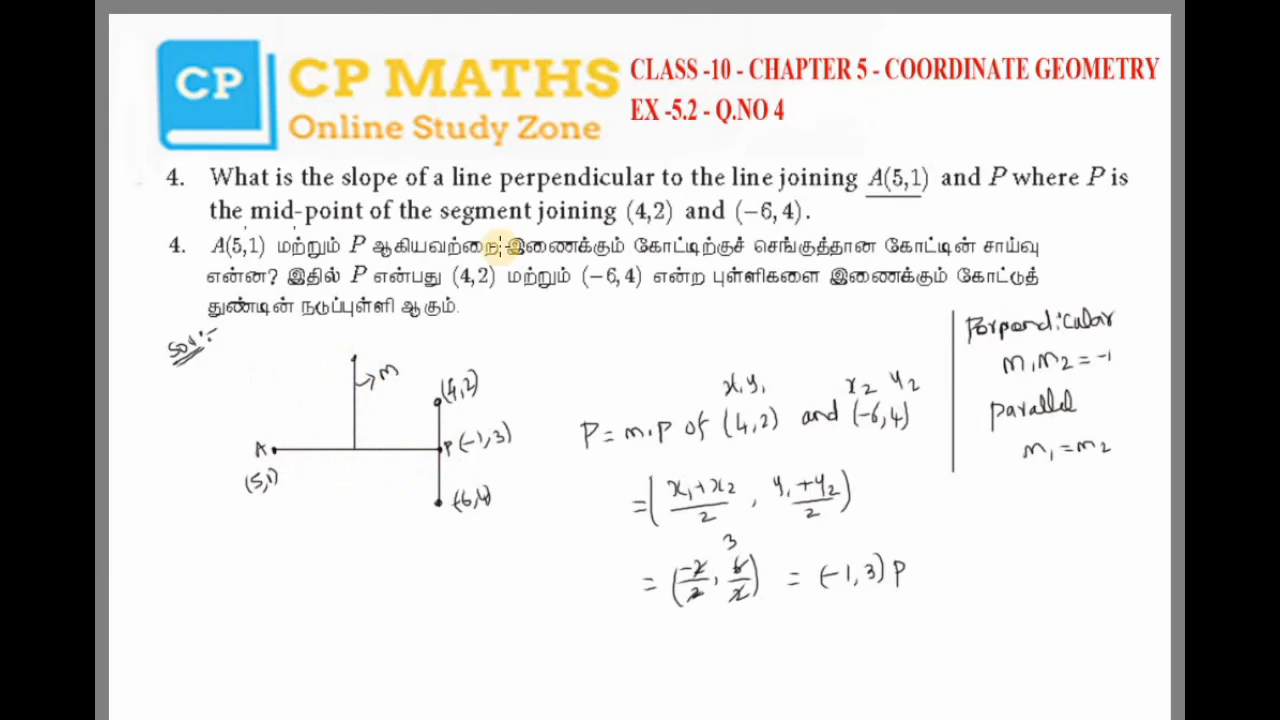 CP
CP MATHS
Online Study Zone
CLASS -10 - CHAPTER 5 - COORDINATE GEOMETRY
EX -5.2 - Q.NO 4
4. What is the slope of a line perpendicular to the line joining A(5,1) and P where P is
the mid-point of the segment joining (4,2) and (−6,4).
4. A(5,1) மற்றும் P ஆகியவற்றை இணைக்கும் கோட்டிற்குச் செங்குத்தான கோட்டின் சாய்வு
என்ன? இதில் P என்பது (4,2) மற்றும் (−6,4) என்ற புள்ளிகளை இணைக்கும் கோட்டுத்
துண்டின் நடுப்புள்ளி ஆகும்.
Soln:
m
(4,2)
A
P(-1,3)
(5,1)
(-6,4)
x₁ y₁ x₂ y₂
P = m.p of (4,2) and (-6,4)
= (x₁+x₂/2, y₁+y₂/2)
3
= (-2/2, 6/2) = (-1,3) P
Perpendicular
m₁m₂ = -1
parallel
m₁ = m₂